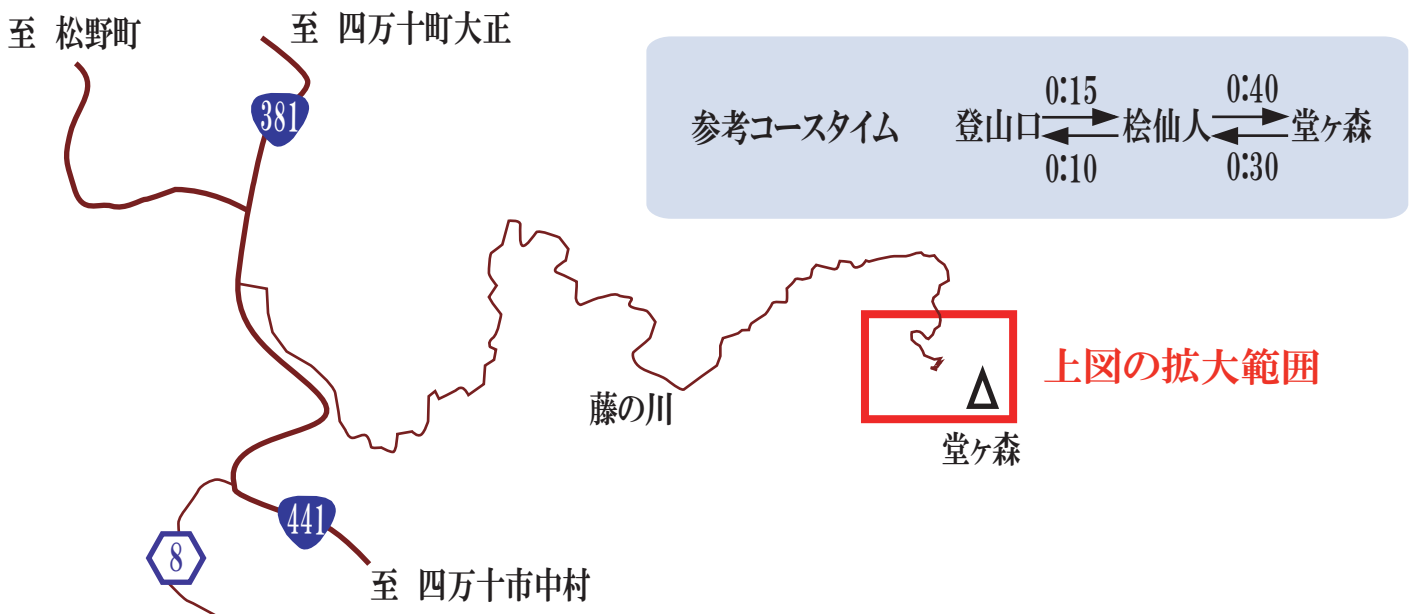 至 松野町
至 四万十町大正
381
0:15
0:40
参考コースタイム 登山口 桧仙人 堂ヶ森
0:10
0:30
上図の拡大範囲
藤の川
堂ヶ森
441
8
至 四万十市中村